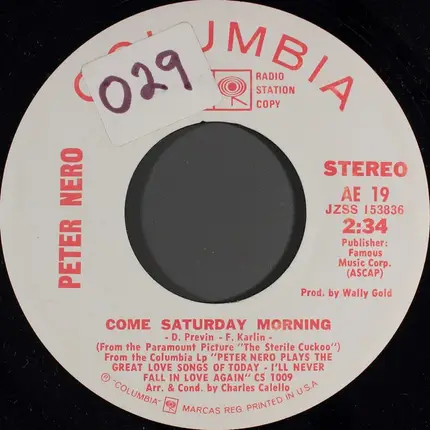 COLUMBIA
029
RADIO
STATION
COPY
PETER NERO
STEREO
AE 19
JZSS 153836
2:34
Publisher:
Famous
Music Corp.
(ASCAP)
Prod. by Wally Gold
COME SATURDAY MORNING
- D. Previn - F. Karlin -
(From the Paramount Picture "The Sterile Cuckoo")
From the Columbia Lp "PETER NERO PLAYS THE
GREAT LOVE SONGS OF TODAY - I'LL NEVER
FALL IN LOVE AGAIN" CS 1009
Arr. & Cond. by Charles Calello
Ⓟ "COLUMBIA" MARCAS REG. PRINTED IN U.S.A